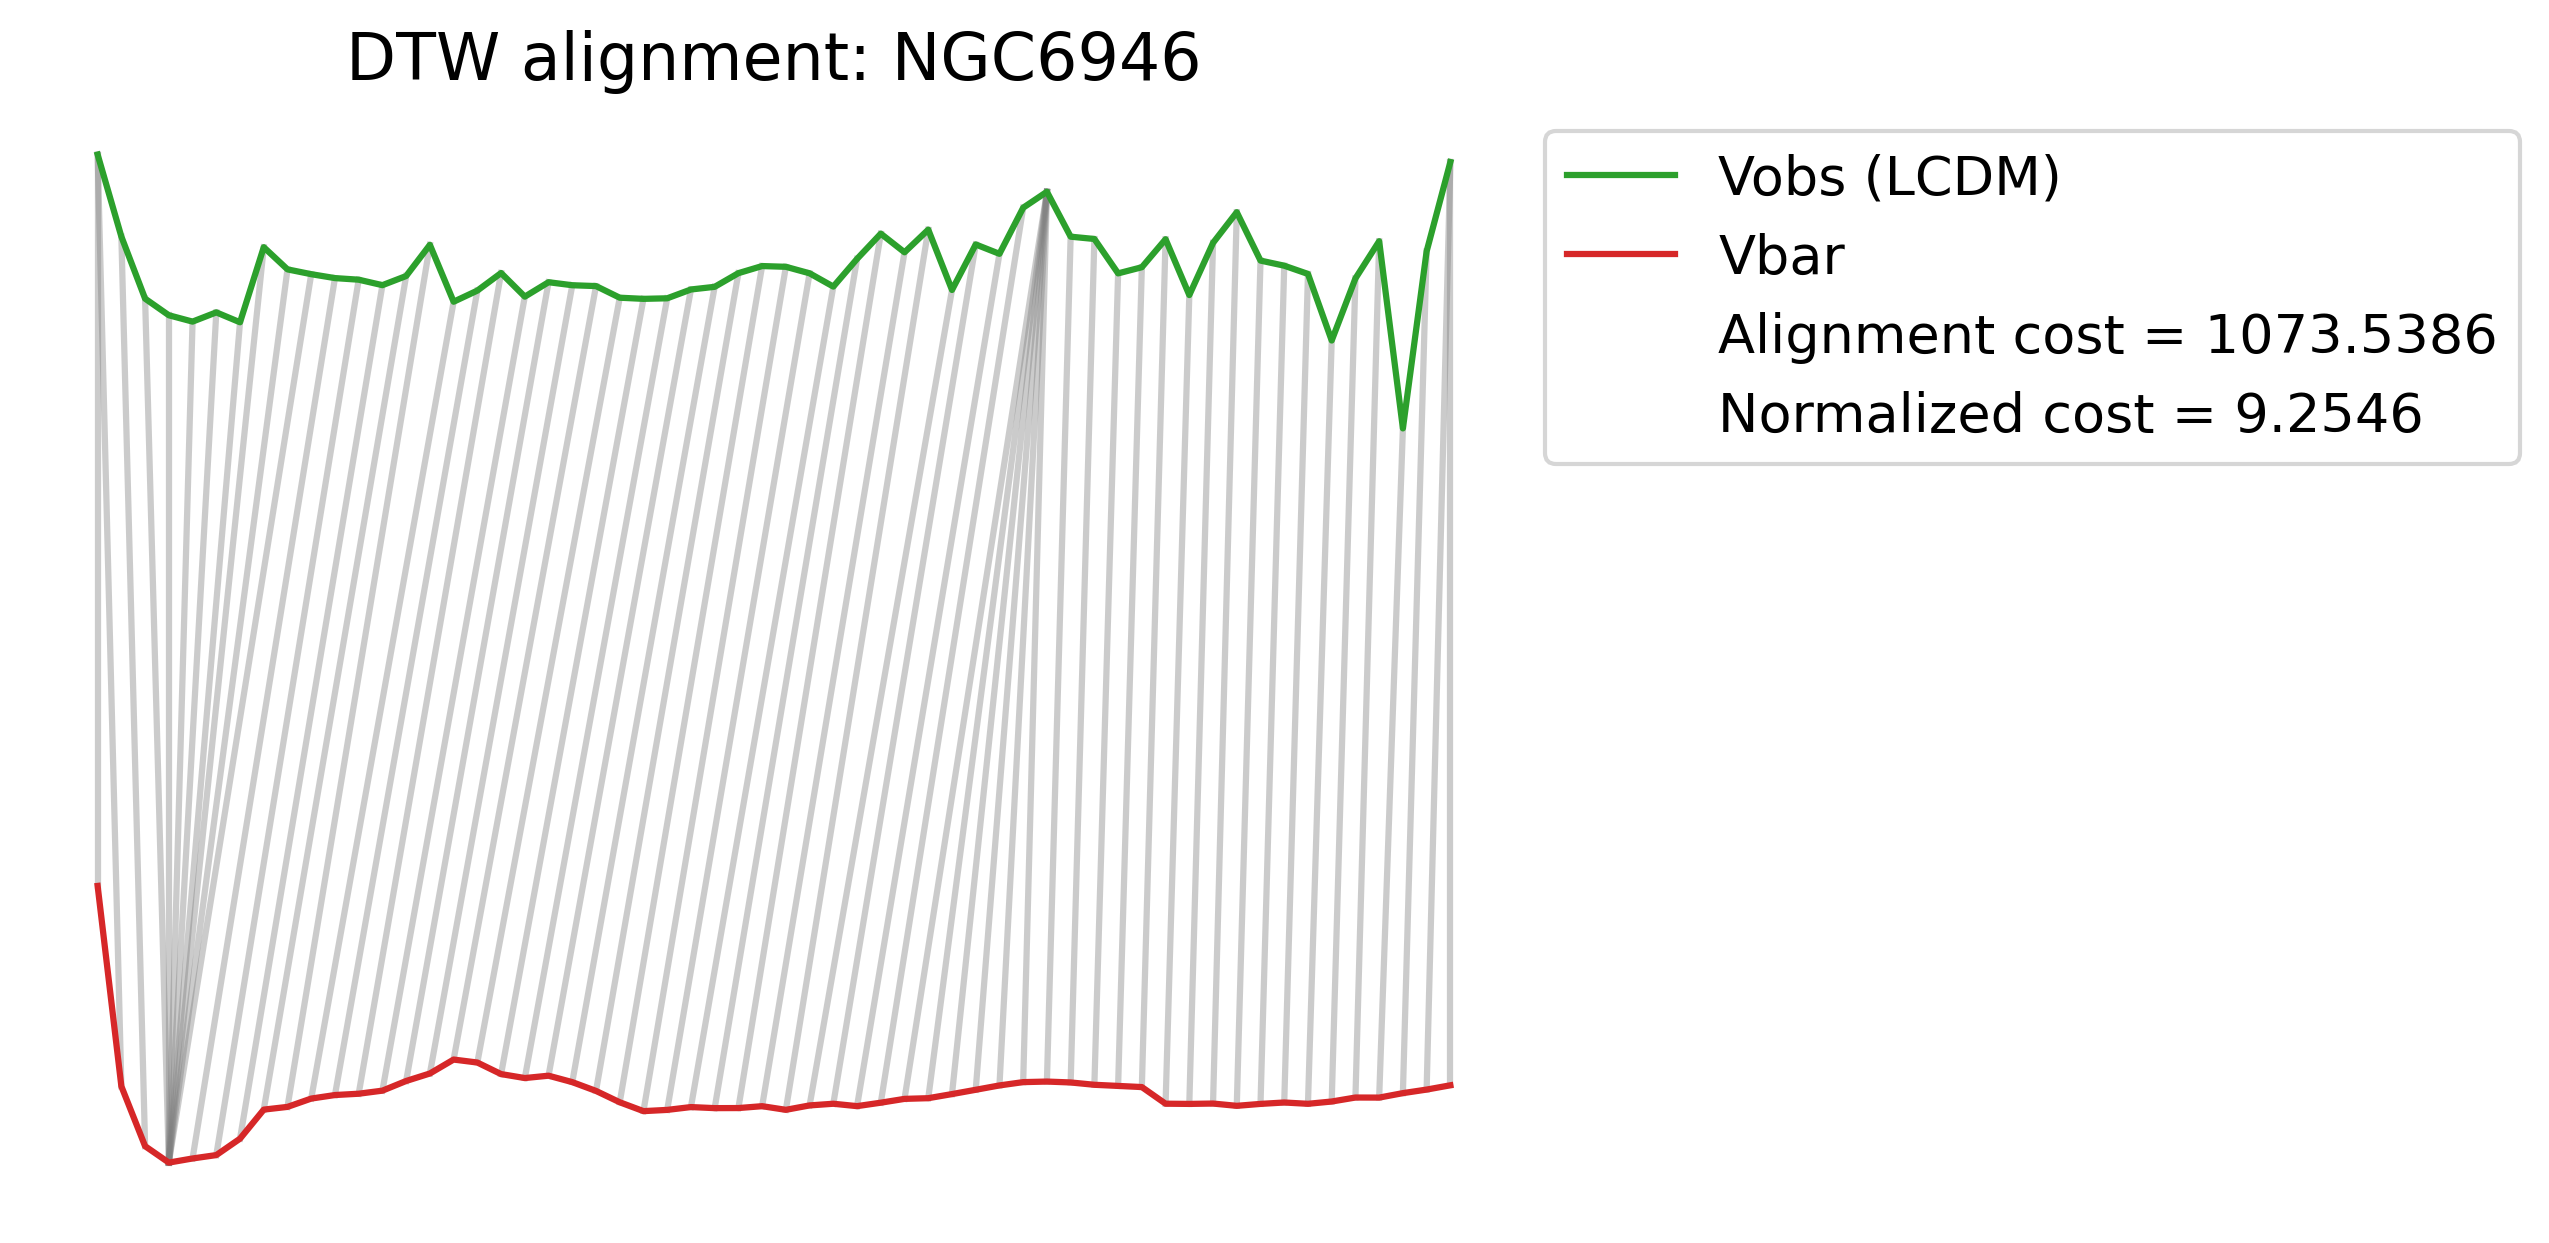 DTW alignment: NGC6946
Vobs (LCDM)
Vbar
Alignment cost = 1073.5386
Normalized cost = 9.2546